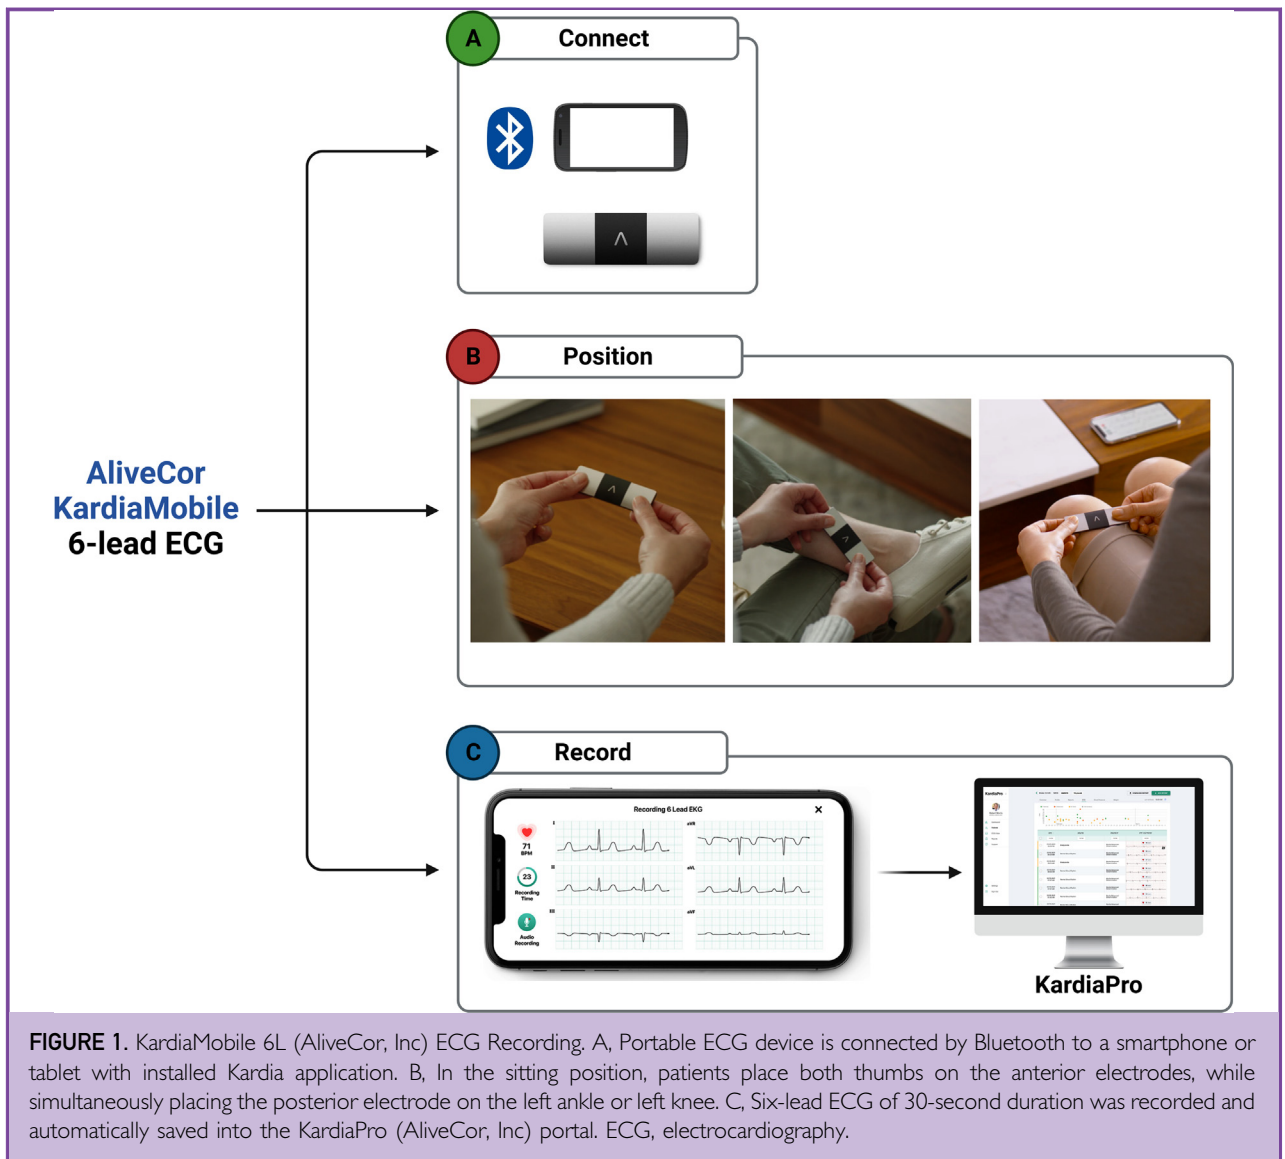 A
Connect
B
Position
AliveCor
KardiaMobile
6-lead ECG
C
Record
Recording 6 Lead EKG
71
BPM
23
Recording
Time
Audio
Recording
I
II
III
aVR
aVL
aVF
KardiaPro
KardiaPro
FIGURE 1. KardiaMobile 6L (AliveCor, Inc) ECG Recording. A, Portable ECG device is connected by Bluetooth to a smartphone or
tablet with installed Kardia application. B, In the sitting position, patients place both thumbs on the anterior electrodes, while
simultaneously placing the posterior electrode on the left ankle or left knee. C, Six-lead ECG of 30-second duration was recorded and
automatically saved into the KardiaPro (AliveCor, Inc) portal. ECG, electrocardiography.